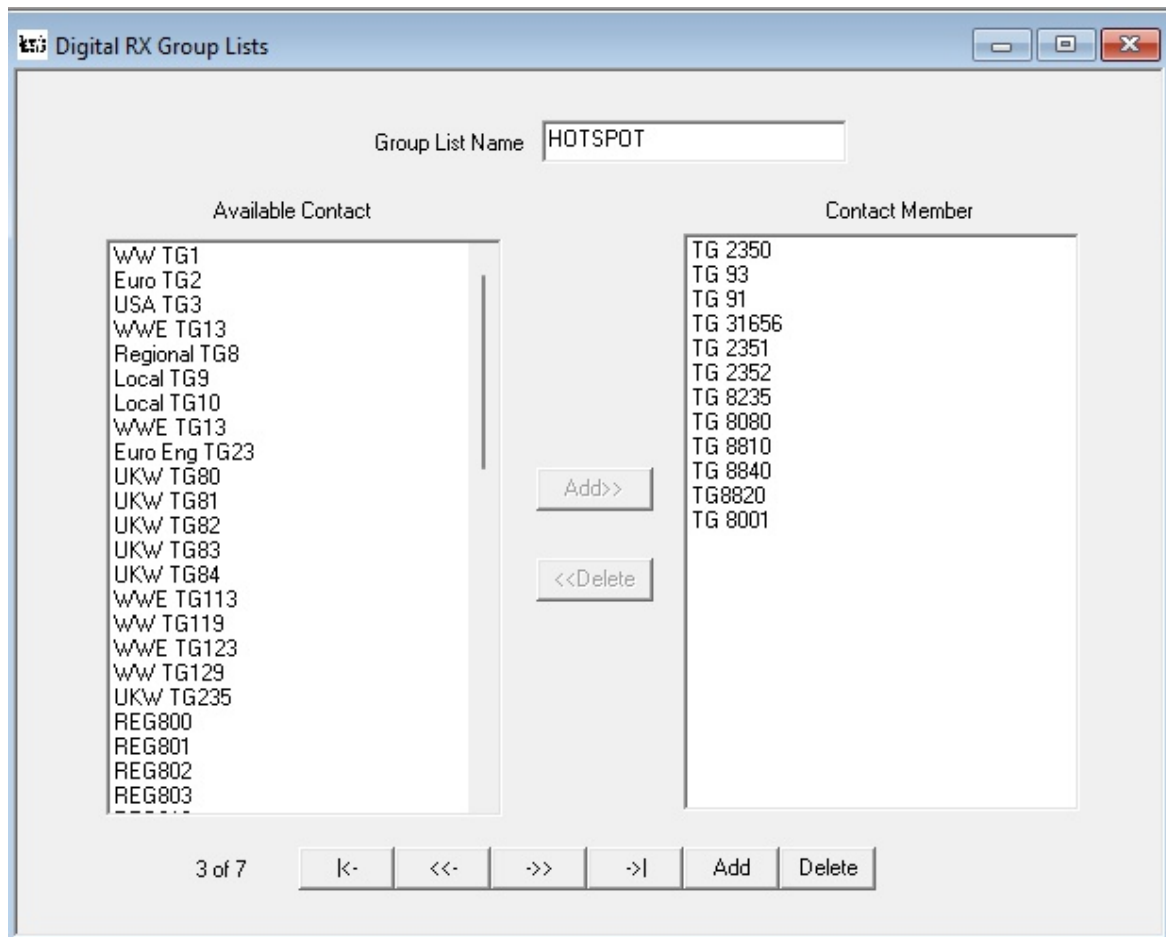 Digital RX Group Lists
Group List Name HOTSPOT
Available Contact
WW TG1
Euro TG2
USA TG3
WWE TG13
Regional TG8
Local TG9
Local TG10
WWE TG13
Euro Eng TG23
UKW TG80
UKW TG81
UKW TG82
UKW TG83
UKW TG84
WWE TG113
WW TG119
WWE TG123
WW TG129
UKW TG235
REG800
REG801
REG802
REG803
Add>>
<<Delete
Contact Member
TG 2350
TG 93
TG 91
TG 31656
TG 2351
TG 2352
TG 8235
TG 8080
TG 8810
TG 8840
TG8820
TG 8001
3 of 7 |<- <<- ->> ->| Add Delete